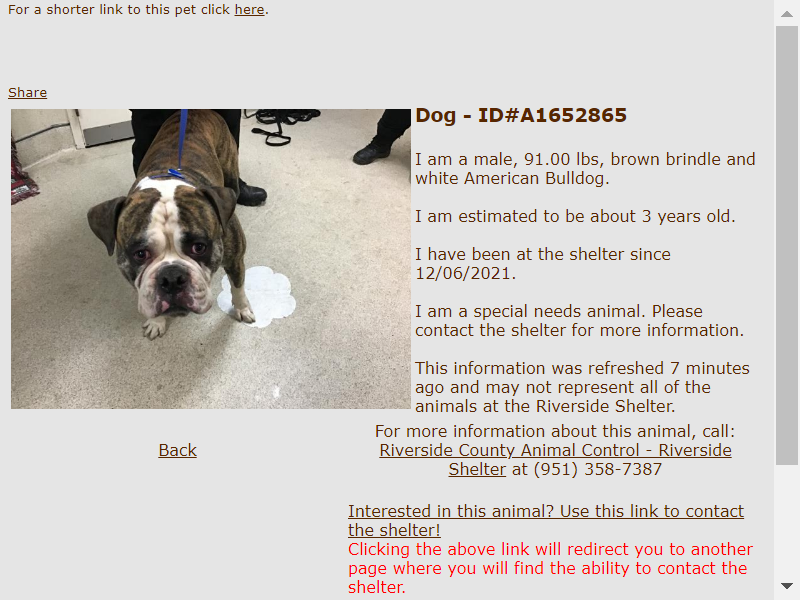 For a shorter link to this pet click here.
Share
Dog - ID#A1652865
I am a male, 91.00 lbs, brown brindle and
white American Bulldog.
I am estimated to be about 3 years old.
I have been at the shelter since
12/06/2021.
I am a special needs animal. Please
contact the shelter for more information.
This information was refreshed 7 minutes
ago and may not represent all of the
animals at the Riverside Shelter.
For more information about this animal, call:
Back
Riverside County Animal Control - Riverside
Shelter at (951) 358-7387
Interested in this animal? Use this link to contact
the shelter!
Clicking the above link will redirect you to another
page where you will find the ability to contact the
shelter.